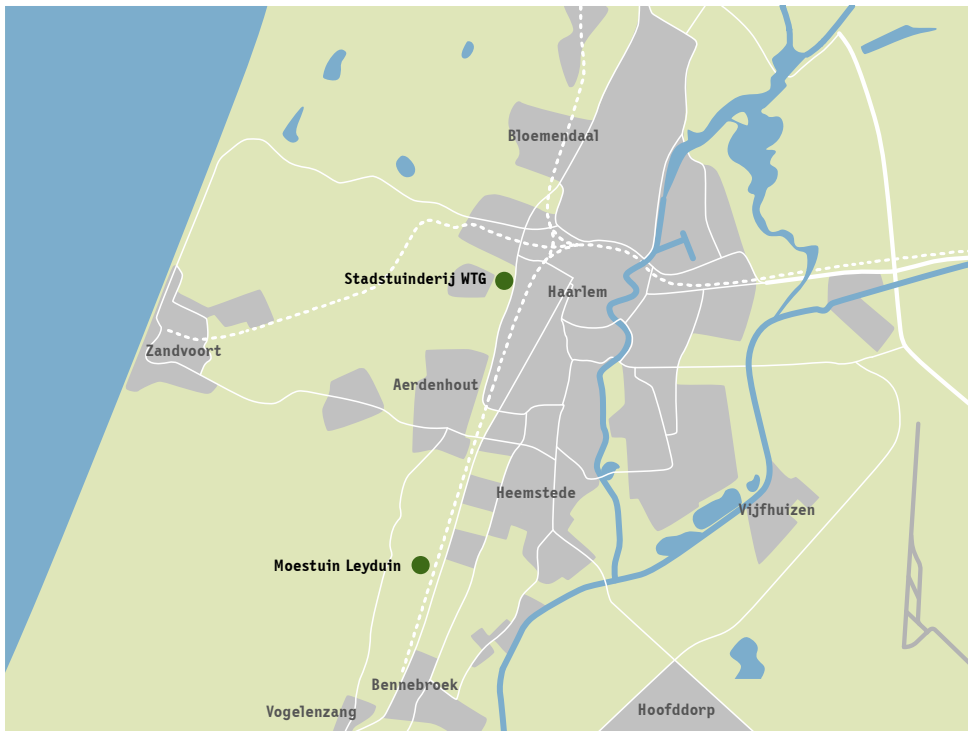 Bloemendaal
Stadstuinderij WTG
Haarlem
Zandvoort
Aerdenhout
Heemstede
Vijfhuizen
Moestuin Leyduin
Bennebroek
Vogelenzang
Hoofddorp